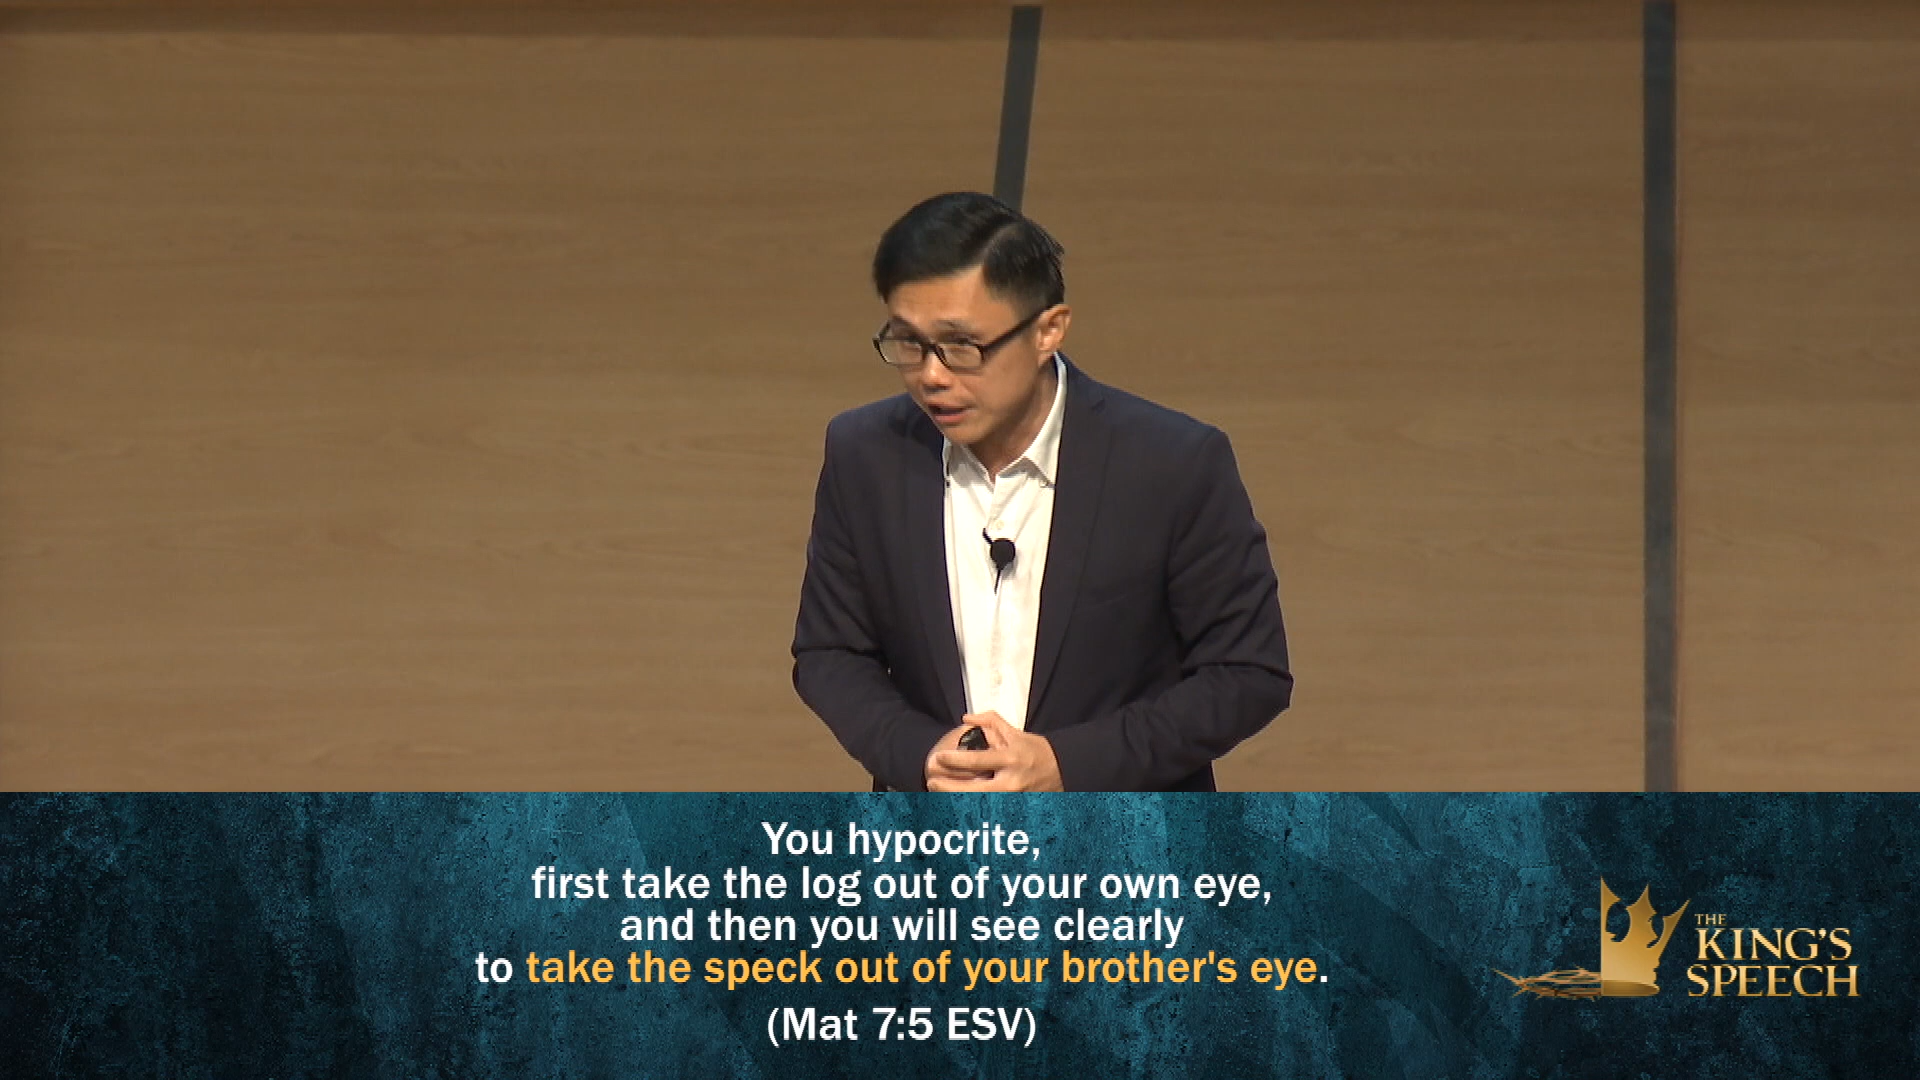 You hypocrite,
first take the log out of your own eye,
and then you will see clearly
to take the speck out of your brother's eye.
(Mat 7:5 ESV)
THE
KING'S
SPEECH